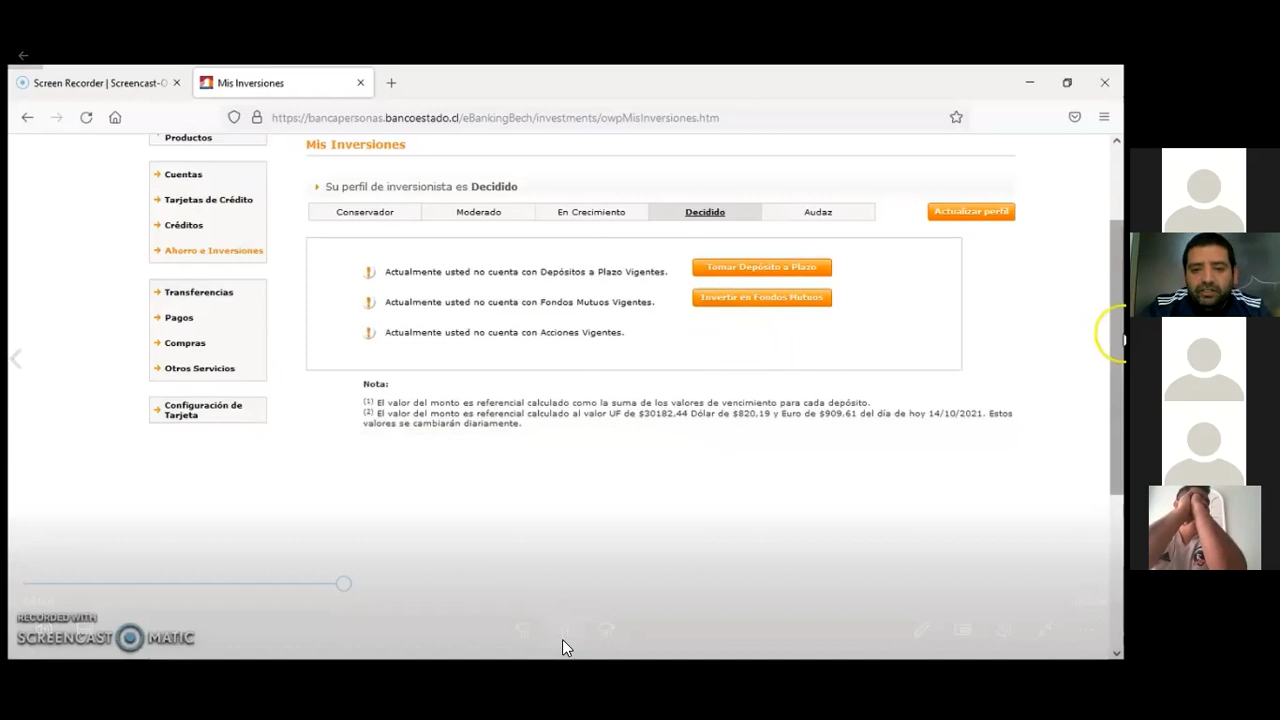 Screen Recorder | Screencast-O
Mis Inversiones
https://bancapersonas.bancoestado.cl/eBankingBech/investments/owpMisInversiones.htm
Productos
Cuentas
Tarjetas de Crédito
Créditos
Ahorro e Inversiones
Transferencias
Pagos
Compras
Otros Servicios
Configuración de
Tarjeta
Mis Inversiones
Su perfil de inversionista es Decidido
Conservador
Moderado
En Crecimiento
Decidido
Audaz
Actualizar perfil
Actualmente usted no cuenta con Depósitos a Plazo Vigentes.
Tomar Depósito a Plazo
Actualmente usted no cuenta con Fondos Mutuos Vigentes.
Invertir en Fondos Mutuos
Actualmente usted no cuenta con Acciones Vigentes.
Nota:
(1) El valor del monto es referencial calculado como la suma de los valores de vencimiento para cada depósito.
(2) El valor del monto es referencial calculado al valor UF de $30182,44 Dólar de $820,19 y Euro de $909.61 del día de hoy 14/10/2021. Estos
valores se cambiarán diariamente.
RECORDED WITH
SCREENCAST MATIC